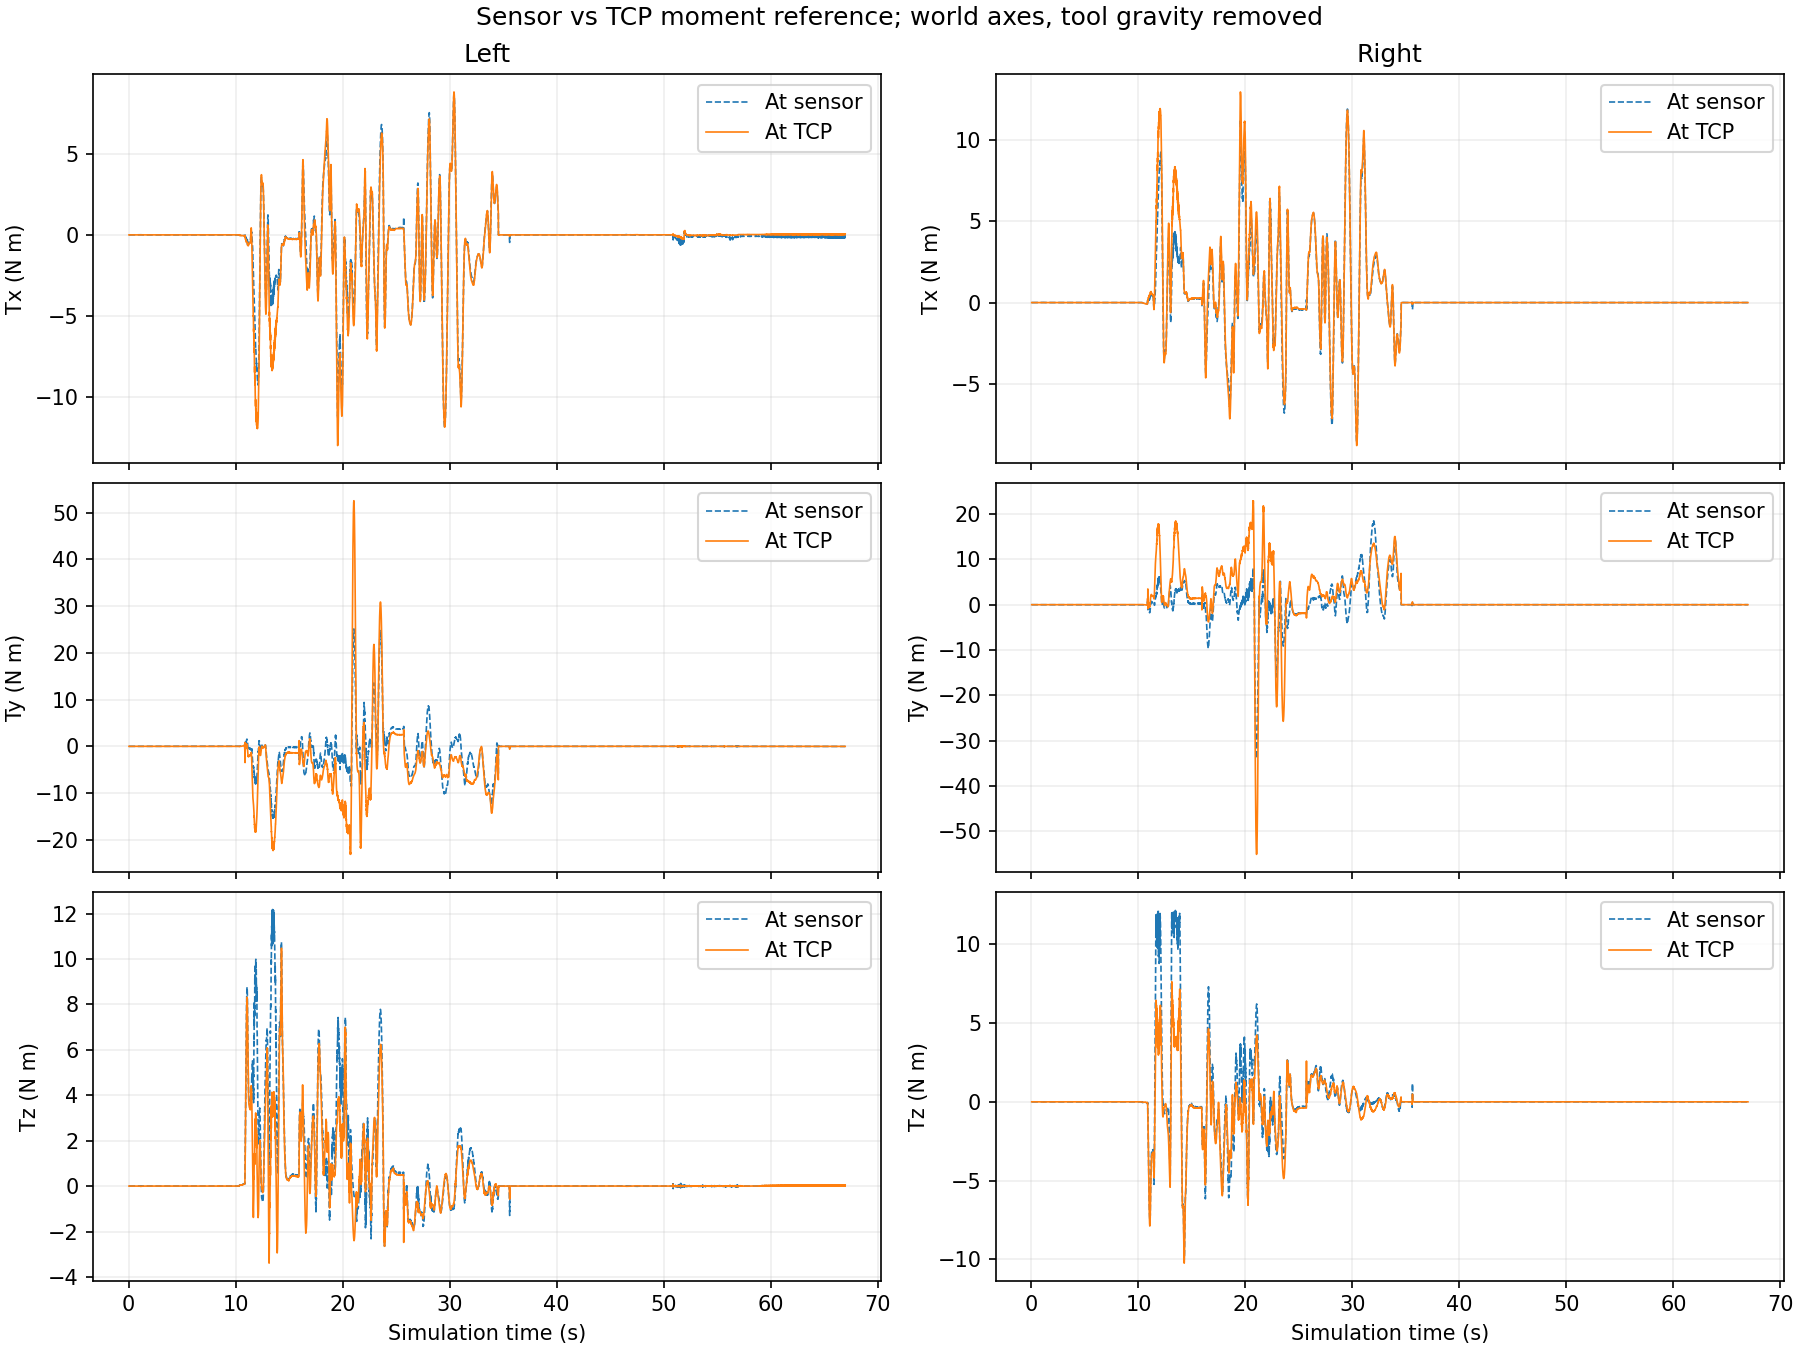 Sensor vs TCP moment reference; world axes, tool gravity removed
Left
Right
At sensor
At TCP
At sensor
At TCP
Tx (N m)
5
0
−5
−10
Tx (N m)
10
5
0
−5
At sensor
At TCP
At sensor
At TCP
Ty (N m)
50
40
30
20
10
0
−10
−20
Ty (N m)
20
10
0
−10
−20
−30
−40
−50
At sensor
At TCP
At sensor
At TCP
Tz (N m)
12
10
8
6
4
2
0
−2
−4
Tz (N m)
10
5
0
−5
−10
0 10 20 30 40 50 60 70
0 10 20 30 40 50 60 70
Simulation time (s)
Simulation time (s)